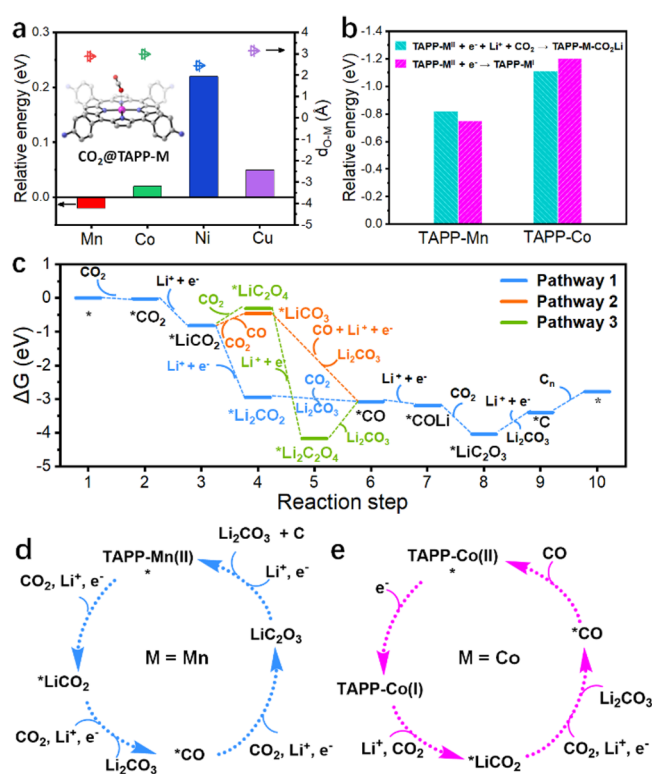 a
Relative energy (eV)
0.3
0.2
0.1
0.0
CO₂@TAPP-M
Mn
Co
Ni
Cu
4
3
2
1
0
-1
-2
-3
-4
-5
d_O-M (Å)
b
Relative energy (eV)
-1.4
-1.2
-1.0
-0.8
-0.6
-0.4
-0.2
0.0
TAPP-Mᴵᴵ + e⁻ + Li⁺ + CO₂ → TAPP-M-CO₂Li
TAPP-Mᴵᴵ + e⁻ → TAPP-Mᴵ
TAPP-Mn
TAPP-Co
c
ΔG (eV)
1
0
-1
-2
-3
-4
-5
Pathway 1
Pathway 2
Pathway 3
*
CO₂
*CO₂
Li⁺ + e⁻
*LiCO₂
CO₂
*LiC₂O₄
*LiCO₃
CO
CO₂
Li⁺ + e⁻
Li⁺ + e⁻
CO + Li⁺ + e⁻
Li₂CO₃
*Li₂CO₂
CO₂
Li₂CO₃
*Li₂C₂O₄
Li₂CO₃
*CO
Li⁺ + e⁻
*COLi
CO₂
*LiC₂O₃
Li⁺ + e⁻
Li₂CO₃
*C
Cₙ
*
1 2 3 4 5 6 7 8 9 10
Reaction step
d
TAPP-Mn(II)
*
Li₂CO₃ + C
Li⁺, e⁻
CO₂, Li⁺, e⁻
LiC₂O₃
M = Mn
*LiCO₂
CO₂, Li⁺, e⁻
Li₂CO₃
*CO
CO₂, Li⁺, e⁻
e
TAPP-Co(II)
*
CO
e⁻
*CO
M = Co
TAPP-Co(I)
Li₂CO₃
Li⁺, CO₂
*LiCO₂
CO₂, Li⁺, e⁻